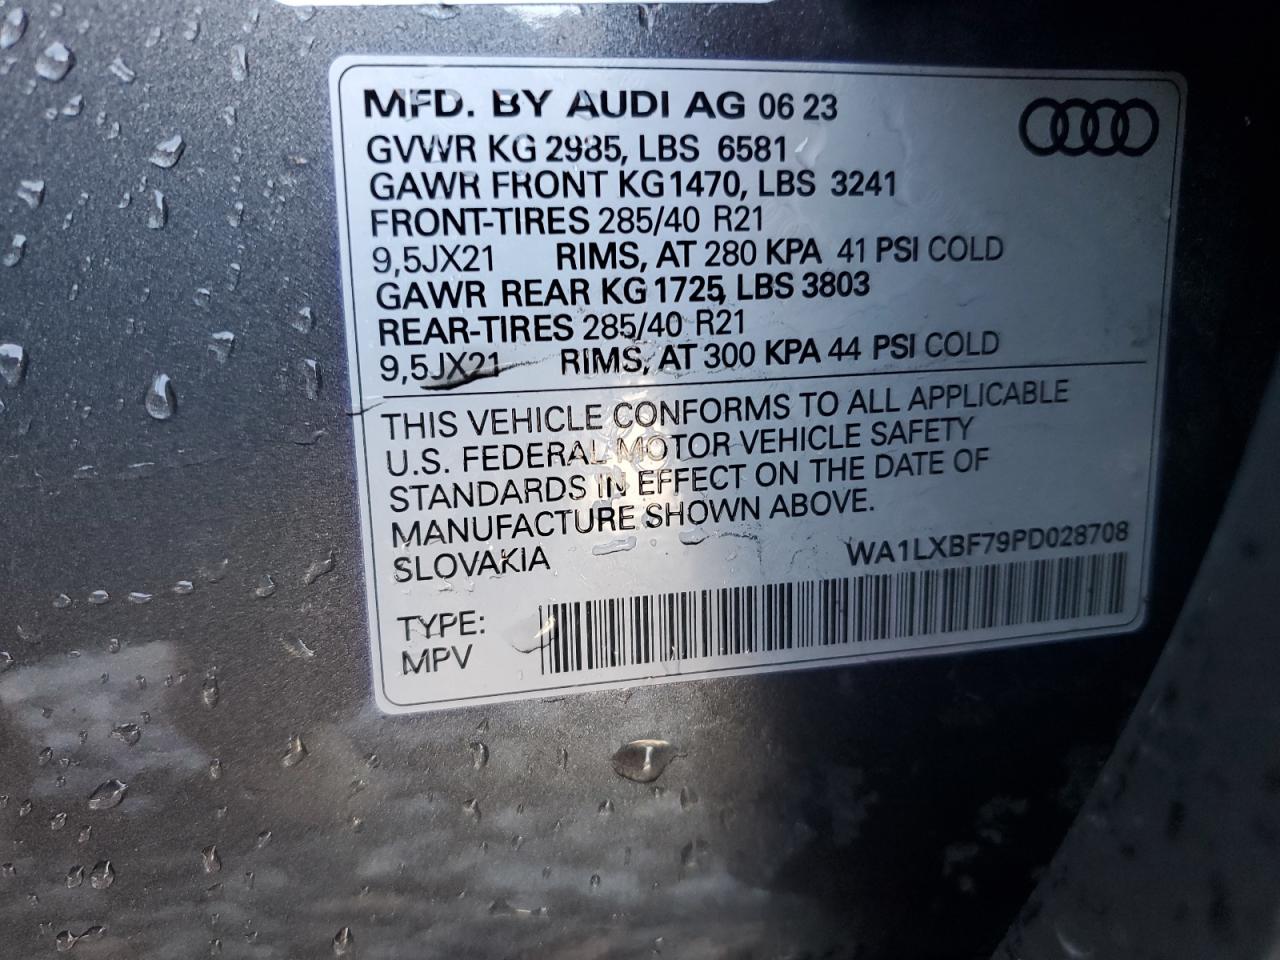 MFD. BY AUDI AG 06 23
GVWR KG 2985, LBS 6581
GAWR FRONT KG1470, LBS 3241
FRONT-TIRES 285/40 R21
9,5JX21 RIMS, AT 280 KPA 41 PSI COLD
GAWR REAR KG1725, LBS 3803
REAR-TIRES 285/40 R21
9,5JX21 RIMS, AT 300 KPA 44 PSI COLD
THIS VEHICLE CONFORMS TO ALL APPLICABLE
U.S. FEDERAL MOTOR VEHICLE SAFETY
STANDARDS IN EFFECT ON THE DATE OF
MANUFACTURE SHOWN ABOVE.
SLOVAKIA WA1LXBF79PD028708
TYPE:
MPV